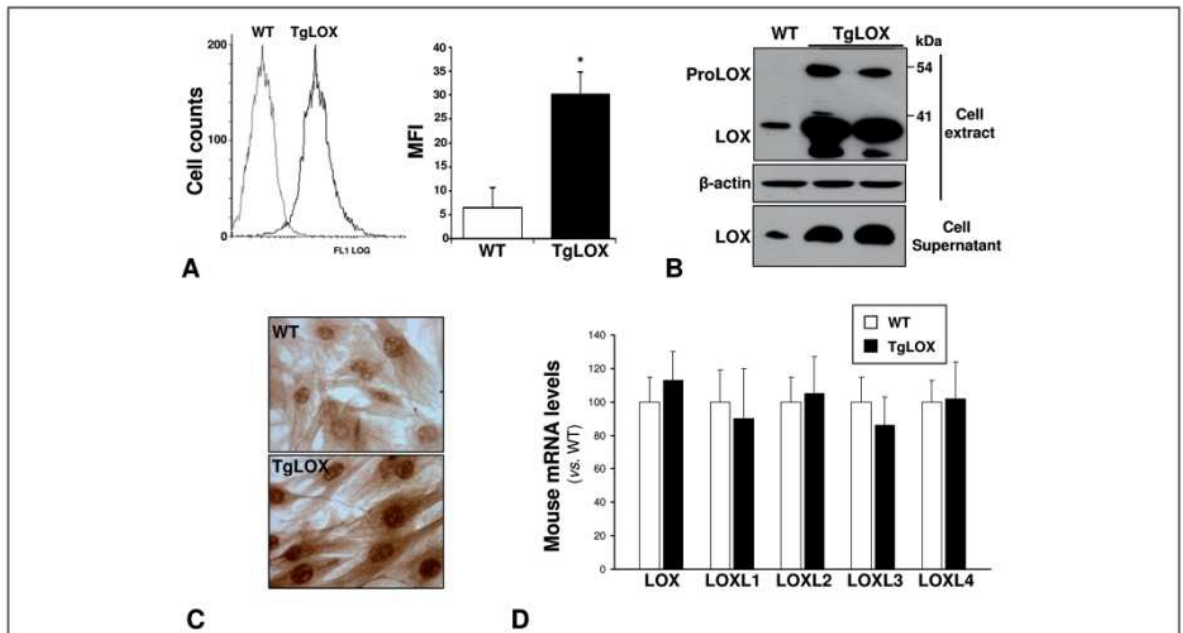 WT TgLOX
200
100
0
Cell counts
FL1 LOG
A
40
35
30
25
20
15
10
5
0
MFI
*
WT TgLOX
WT TgLOX
kDa
ProLOX
54
41
LOX
Cell
extract
β-actin
LOX
Cell
Supernatant
B
WT
TgLOX
C
WT
TgLOX
140
120
100
80
60
40
20
0
Mouse mRNA levels
(vs. WT)
LOX LOXL1 LOXL2 LOXL3 LOXL4
D